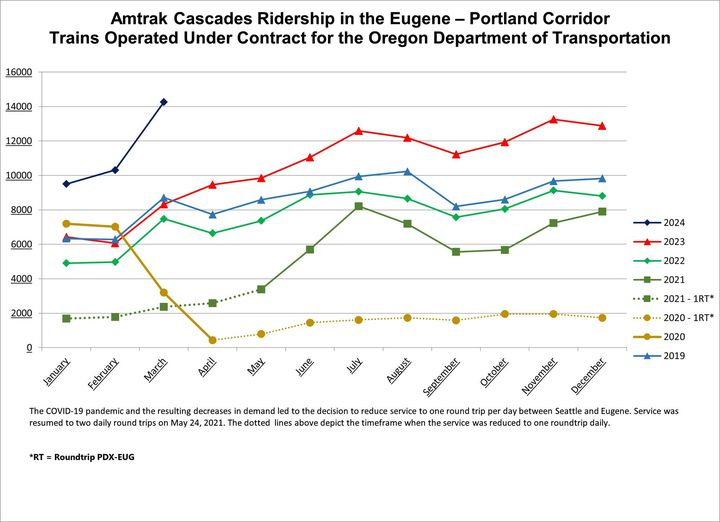 Amtrak Cascades Ridership in the Eugene – Portland Corridor
Trains Operated Under Contract for the Oregon Department of Transportation
16000
14000
12000
10000
8000
6000
4000
2000
0
January
February
March
April
May
June
July
August
September
October
November
December
2024
2023
2022
2021
2021 - 1RT*
2020 - 1RT*
2020
2019
The COVID-19 pandemic and the resulting decreases in demand led to the decision to reduce service to one round trip per day between Seattle and Eugene. Service was
resumed to two daily round trips on May 24, 2021. The dotted lines above depict the timeframe when the service was reduced to one roundtrip daily.
*RT = Roundtrip PDX-EUG